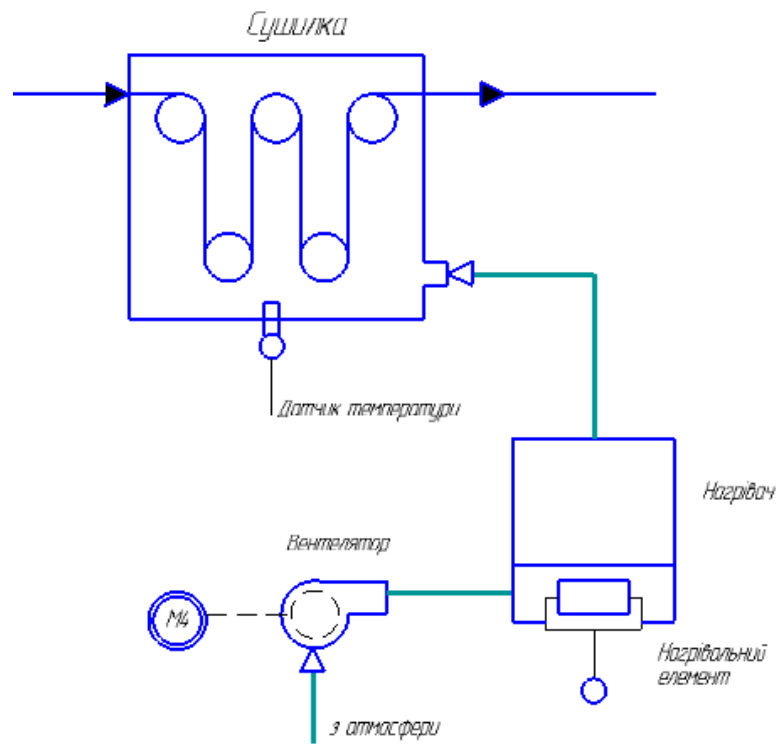 Сушилка
Датчик температури
Нагрівач
Вентелятор
М4
Нагрівальний
елемент
з атмосфери